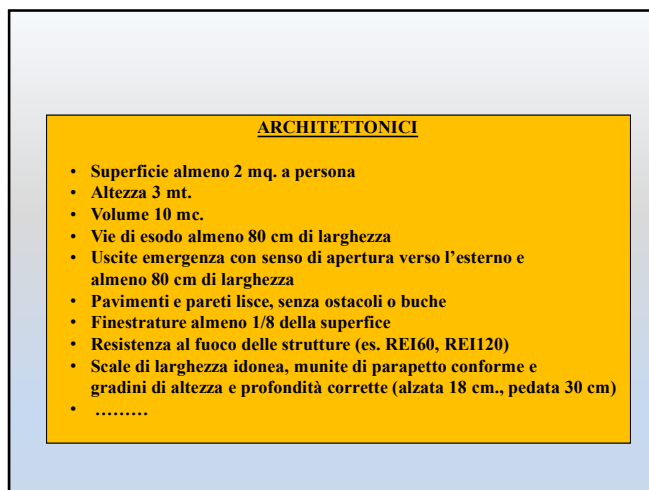 ARCHITETTONICI
• Superficie almeno 2 mq. a persona
• Altezza 3 mt.
• Volume 10 mc.
• Vie di esodo almeno 80 cm di larghezza
• Uscite emergenza con senso di apertura verso l'esterno e
almeno 80 cm di larghezza
• Pavimenti e pareti lisce, senza ostacoli o buche
• Finestrature almeno 1/8 della superfice
• Resistenza al fuoco delle strutture (es. REI60, REI120)
• Scale di larghezza idonea, munite di parapetto conforme e
gradini di altezza e profondità corrette (alzata 18 cm., pedata 30 cm)
• ………